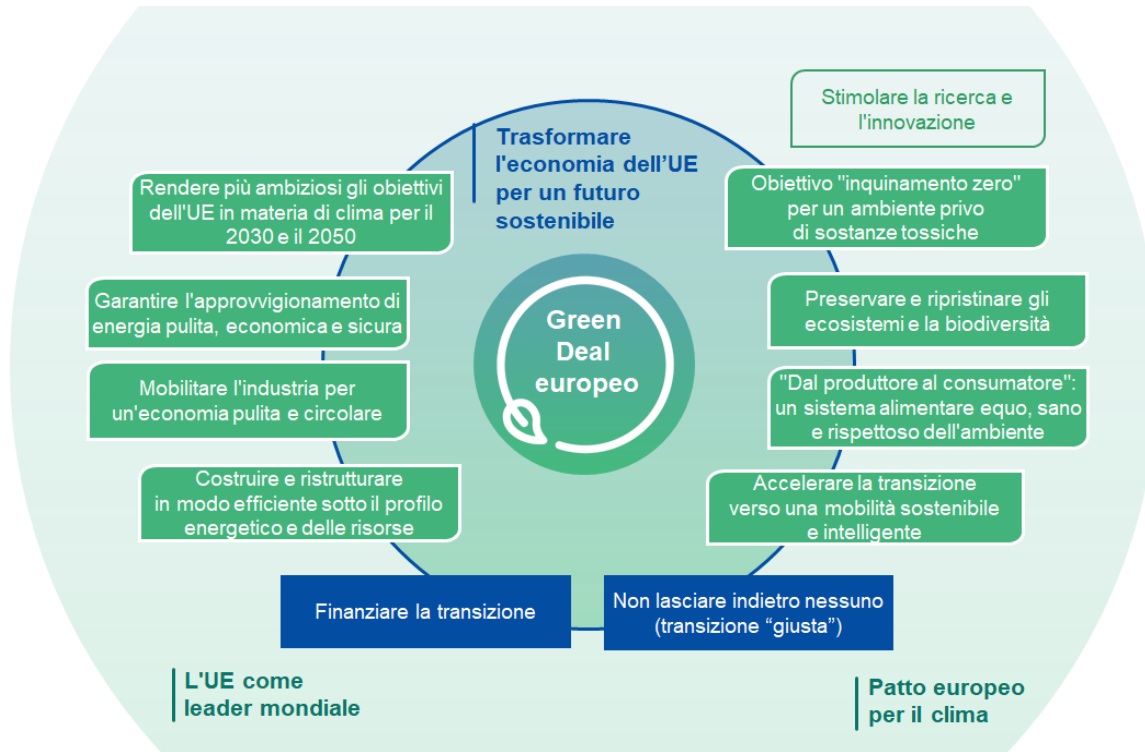 Stimolare la ricerca e
l'innovazione
Trasformare
l'economia dell’UE
per un futuro
sostenibile
Rendere più ambiziosi gli obiettivi
dell'UE in materia di clima per il
2030 e il 2050
Obiettivo "inquinamento zero"
per un ambiente privo
di sostanze tossiche
Garantire l'approvvigionamento di
energia pulita, economica e sicura
Preservare e ripristinare gli
ecosistemi e la biodiversità
Green
Deal
europeo
Mobilitare l'industria per
un'economia pulita e circolare
"Dal produttore al consumatore":
un sistema alimentare equo, sano
e rispettoso dell'ambiente
Costruire e ristrutturare
in modo efficiente sotto il profilo
energetico e delle risorse
Accelerare la transizione
verso una mobilità sostenibile
e intelligente
Finanziare la transizione
Non lasciare indietro nessuno
(transizione “giusta”)
L'UE come
leader mondiale
Patto europeo
per il clima